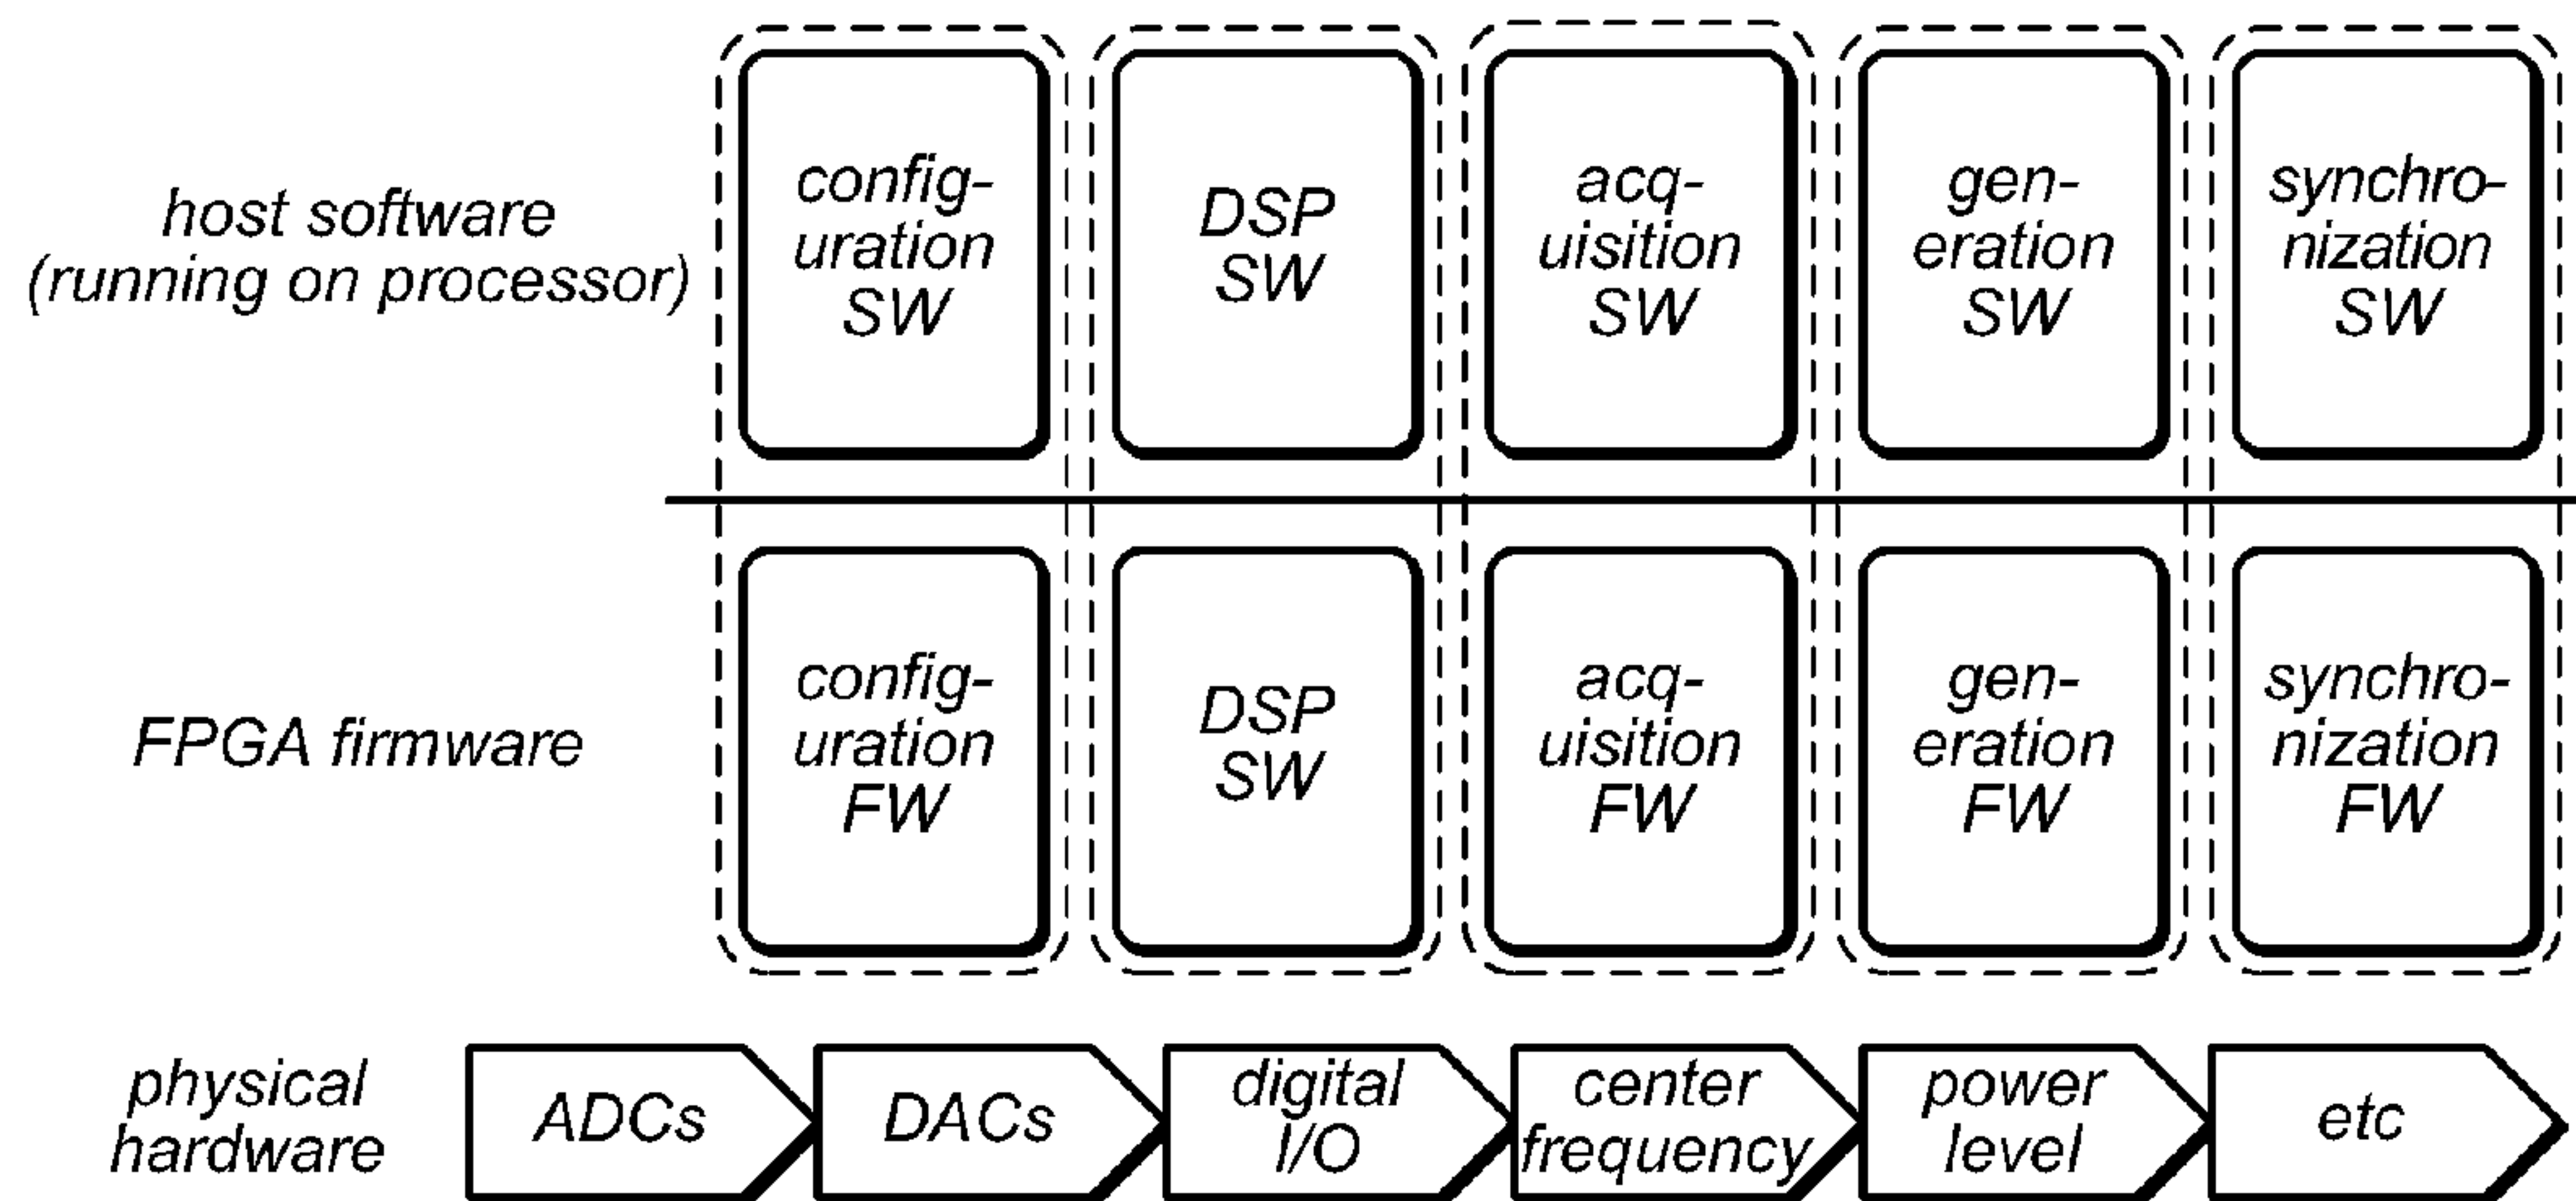 host software
(running on processor)
config-
uration
SW
DSP
SW
acq-
uisition
SW
gen-
eration
SW
synchro-
nization
SW
FPGA firmware
config-
uration
FW
DSP
SW
acq-
uisition
FW
gen-
eration
FW
synchro-
nization
FW
physical
hardware
ADCs
DACs
digital
I/O
center
frequency
power
level
etc